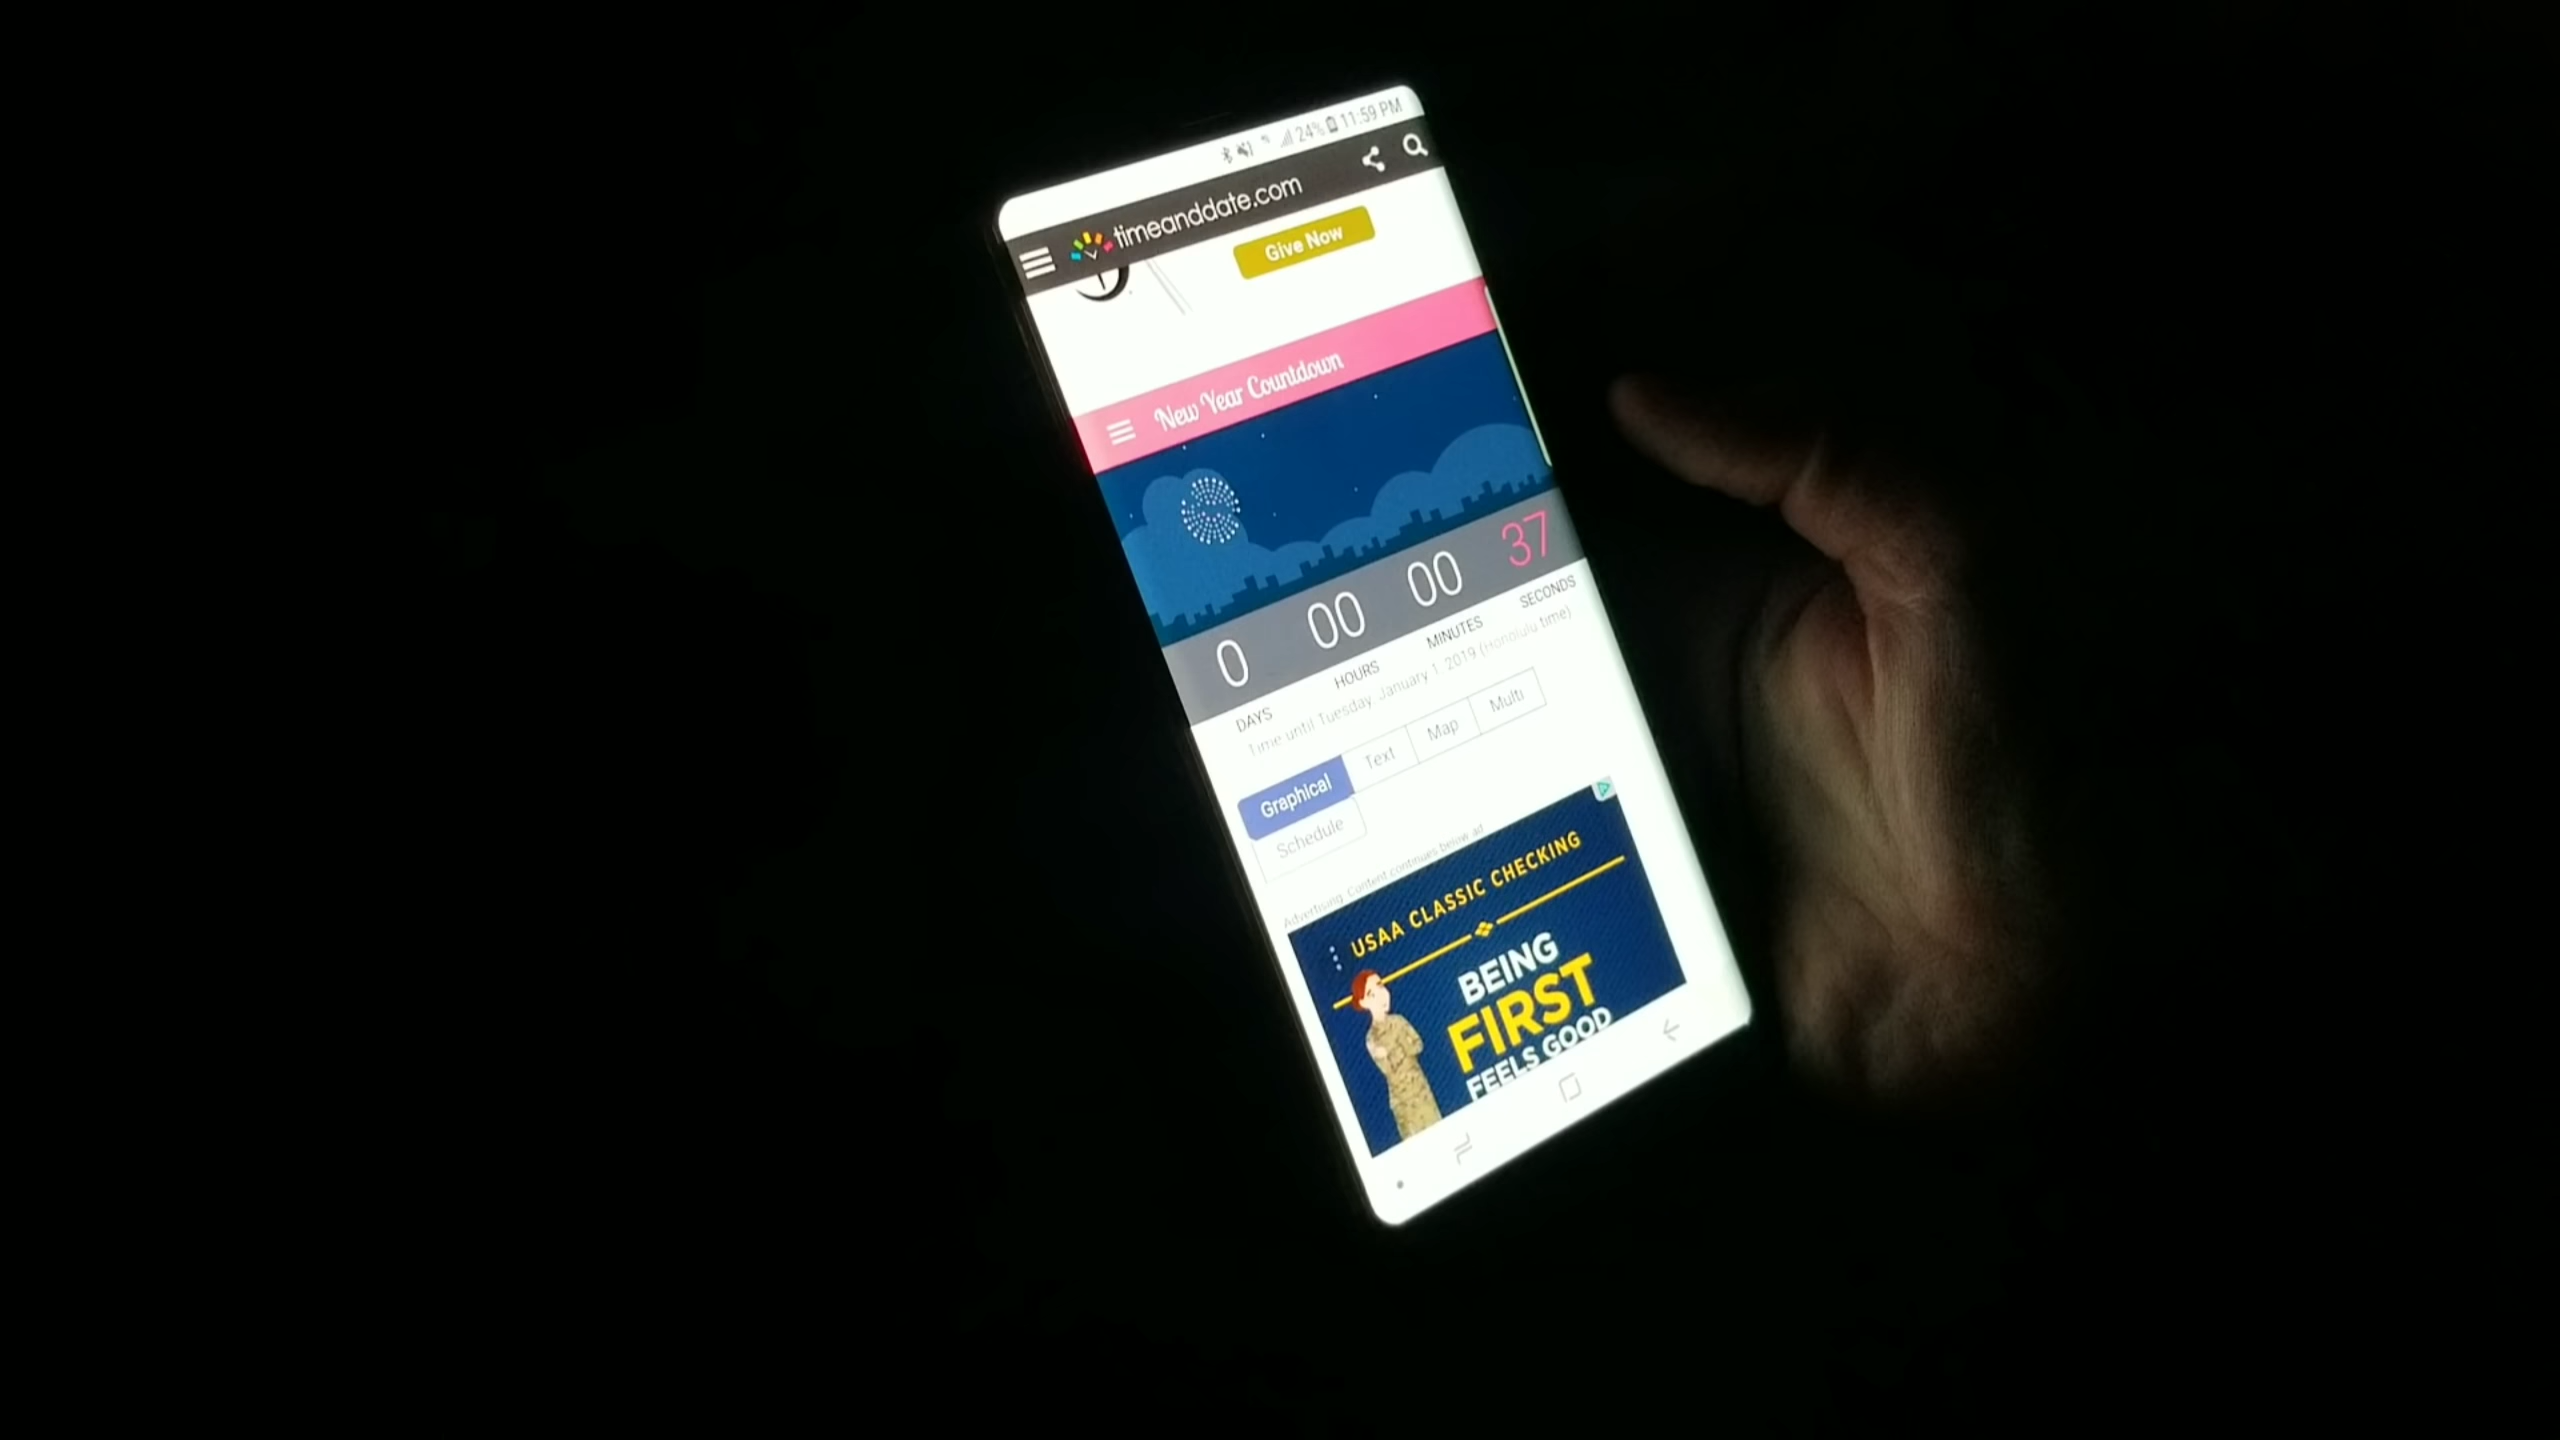 24% 11:59 PM
timeanddate.com
Give Now
New Year Countdown
0 00 00 37
DAYS HOURS MINUTES SECONDS
Time until Tuesday, January 1, 2019 (Honolulu time)
Graphical Text Map Multi
Schedule
Advertising. Content continues below ad
USAA CLASSIC CHECKING
BEING
FIRST
FEELS GOOD